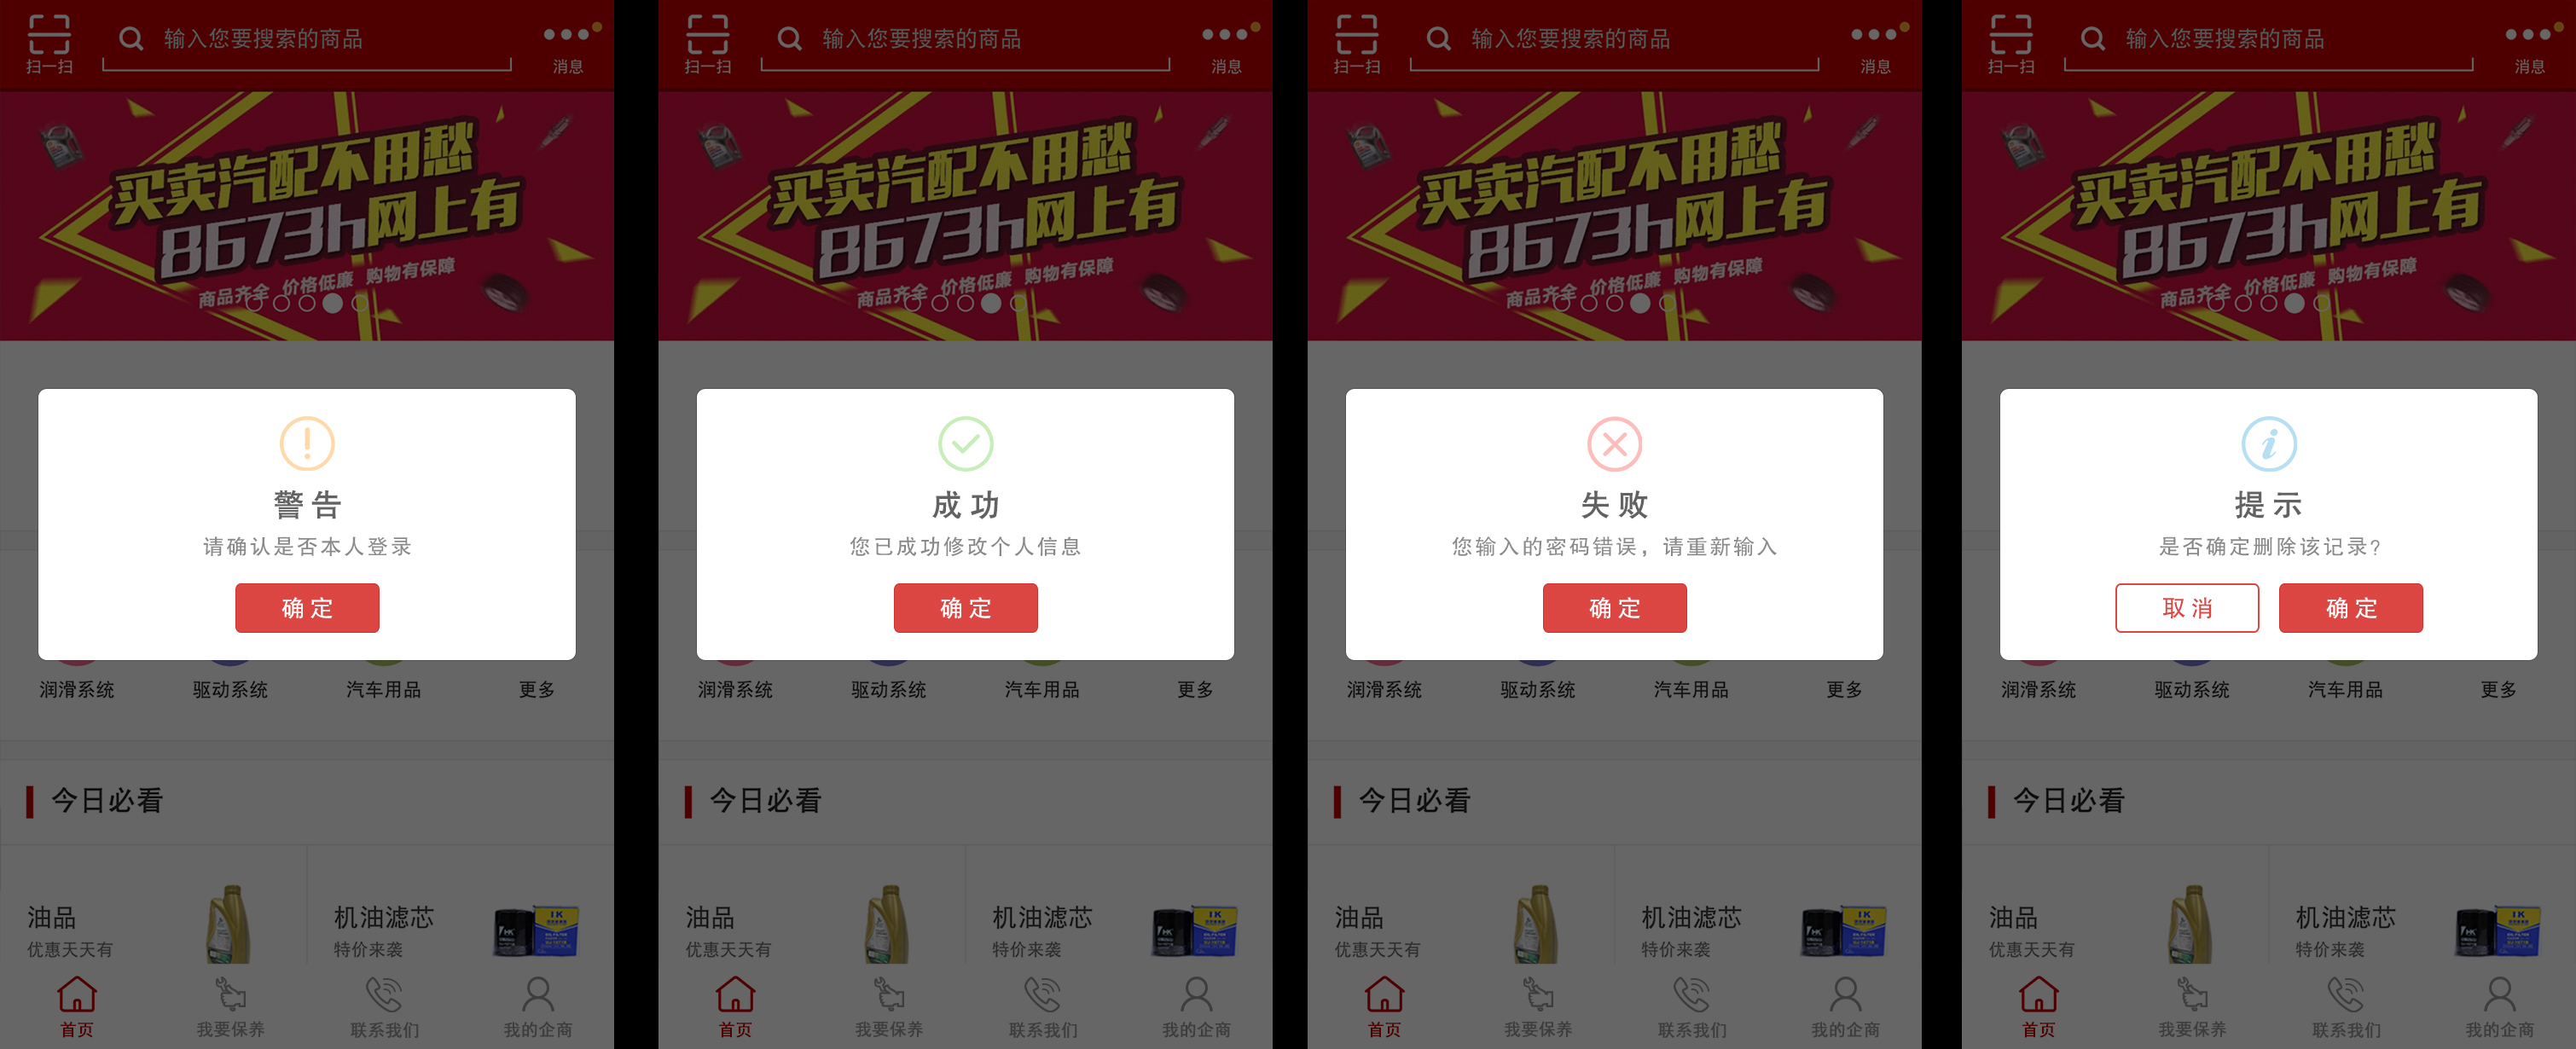 输入您要搜索的商品
扫一扫
消息
买卖汽配不用愁
8673h网上有
商品齐全 价格低廉 购物有保障
警告
请确认是否本人登录
确定
润滑系统 驱动系统 汽车用品 更多
今日必看
油品 机油滤芯
优惠天天有 特价来袭
首页 我要保养 联系我们 我的企商
输入您要搜索的商品
扫一扫
消息
买卖汽配不用愁
8673h网上有
商品齐全 价格低廉 购物有保障
成功
您已成功修改个人信息
确定
润滑系统 驱动系统 汽车用品 更多
今日必看
油品 机油滤芯
优惠天天有 特价来袭
首页 我要保养 联系我们 我的企商
输入您要搜索的商品
扫一扫
消息
买卖汽配不用愁
8673h网上有
商品齐全 价格低廉 购物有保障
失败
您输入的密码错误，请重新输入
确定
润滑系统 驱动系统 汽车用品 更多
今日必看
油品 机油滤芯
优惠天天有 特价来袭
首页 我要保养 联系我们 我的企商
输入您要搜索的商品
扫一扫
消息
买卖汽配不用愁
8673h网上有
商品齐全 价格低廉 购物有保障
提示
是否确定删除该记录?
取消 确定
润滑系统 驱动系统 汽车用品 更多
今日必看
油品 机油滤芯
优惠天天有 特价来袭
首页 我要保养 联系我们 我的企商